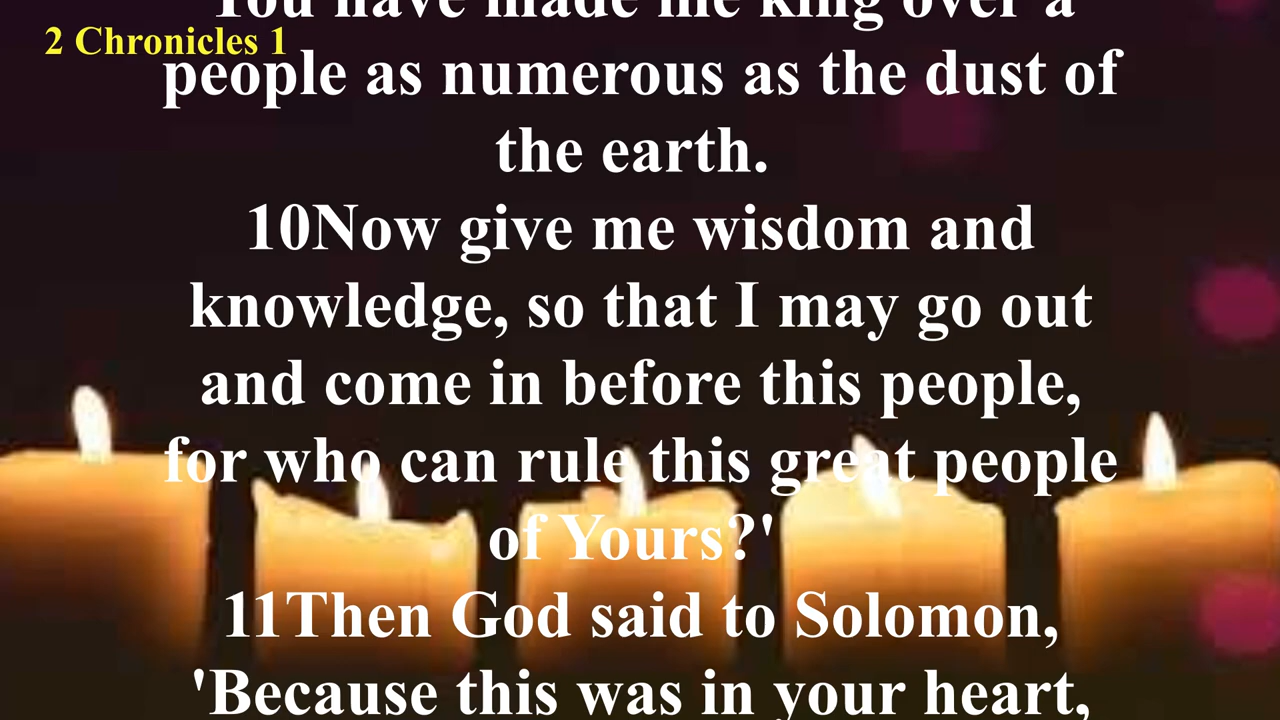 You have made me king over a
2 Chronicles 1
people as numerous as the dust of
the earth.
10Now give me wisdom and
knowledge, so that I may go out
and come in before this people,
for who can rule this great people
of Yours?'
11Then God said to Solomon,
'Because this was in your heart,